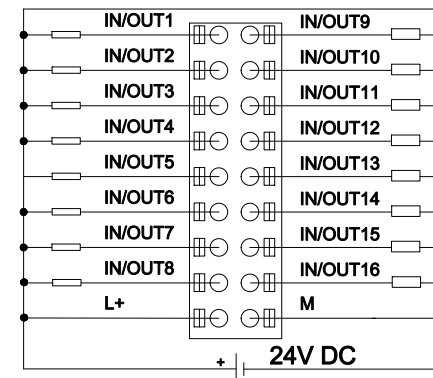 IN/OUT1 IN/OUT9
IN/OUT2 IN/OUT10
IN/OUT3 IN/OUT11
IN/OUT4 IN/OUT12
IN/OUT5 IN/OUT13
IN/OUT6 IN/OUT14
IN/OUT7 IN/OUT15
IN/OUT8 IN/OUT16
L+ M
+ 24V DC